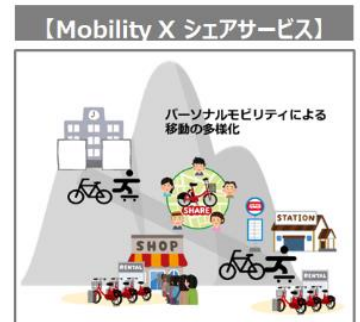 【Mobility X シェアサービス】
パーソナルモビリティによる
移動の多様化
SHARE
STATION
SHOP
RENTAL
RENTAL